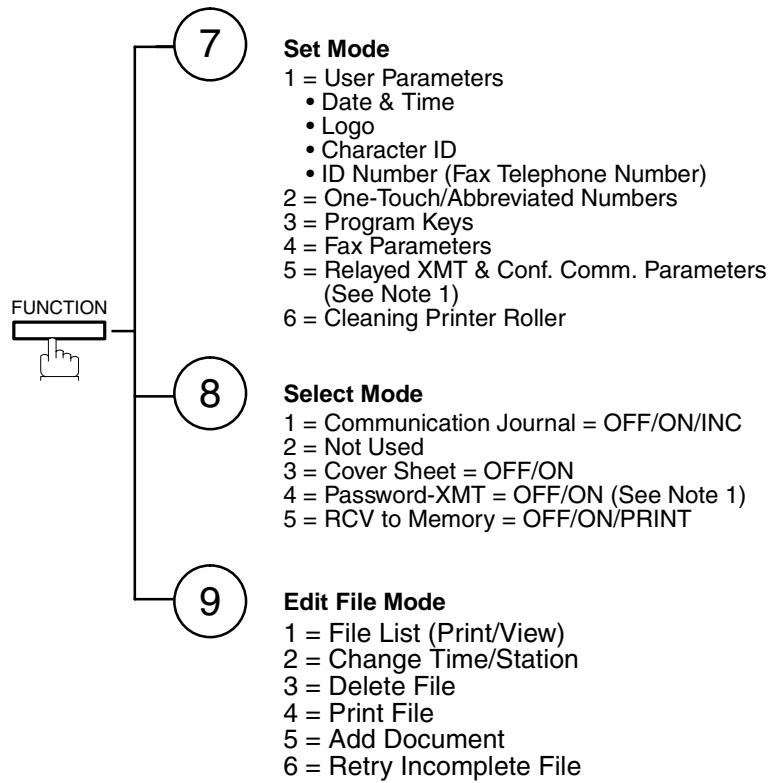 FUNCTION
7
Set Mode
1 = User Parameters
• Date & Time
• Logo
• Character ID
• ID Number (Fax Telephone Number)
2 = One-Touch/Abbreviated Numbers
3 = Program Keys
4 = Fax Parameters
5 = Relayed XMT & Conf. Comm. Parameters
(See Note 1)
6 = Cleaning Printer Roller
8
Select Mode
1 = Communication Journal = OFF/ON/INC
2 = Not Used
3 = Cover Sheet = OFF/ON
4 = Password-XMT = OFF/ON (See Note 1)
5 = RCV to Memory = OFF/ON/PRINT
9
Edit File Mode
1 = File List (Print/View)
2 = Change Time/Station
3 = Delete File
4 = Print File
5 = Add Document
6 = Retry Incomplete File